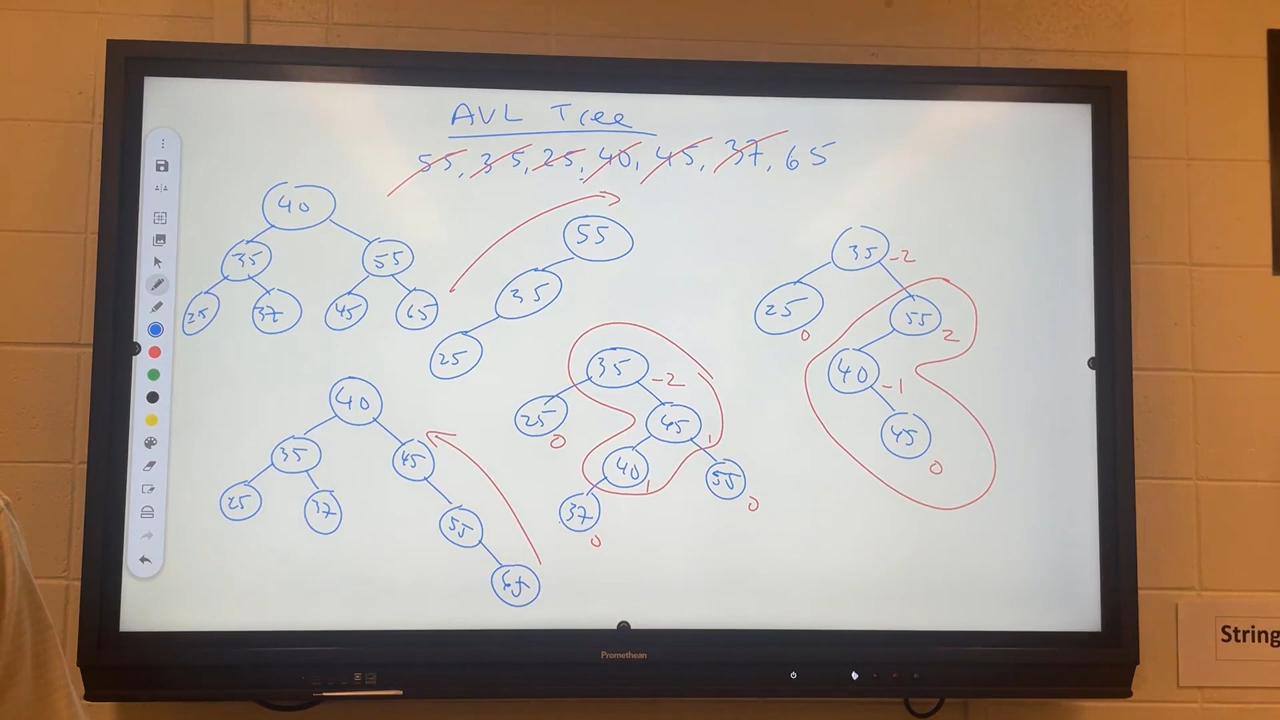 AVL Tree
55, 35, 25, 40, 45, 37, 65
40
35 55
25 37 45 65
55
35
25
35 -2
25 0 55 2
40 -1
45 0
35 -2
25 0 45 1
40 1 55 0
37 0
40
35 45
25 37
55
65
Promethean
String